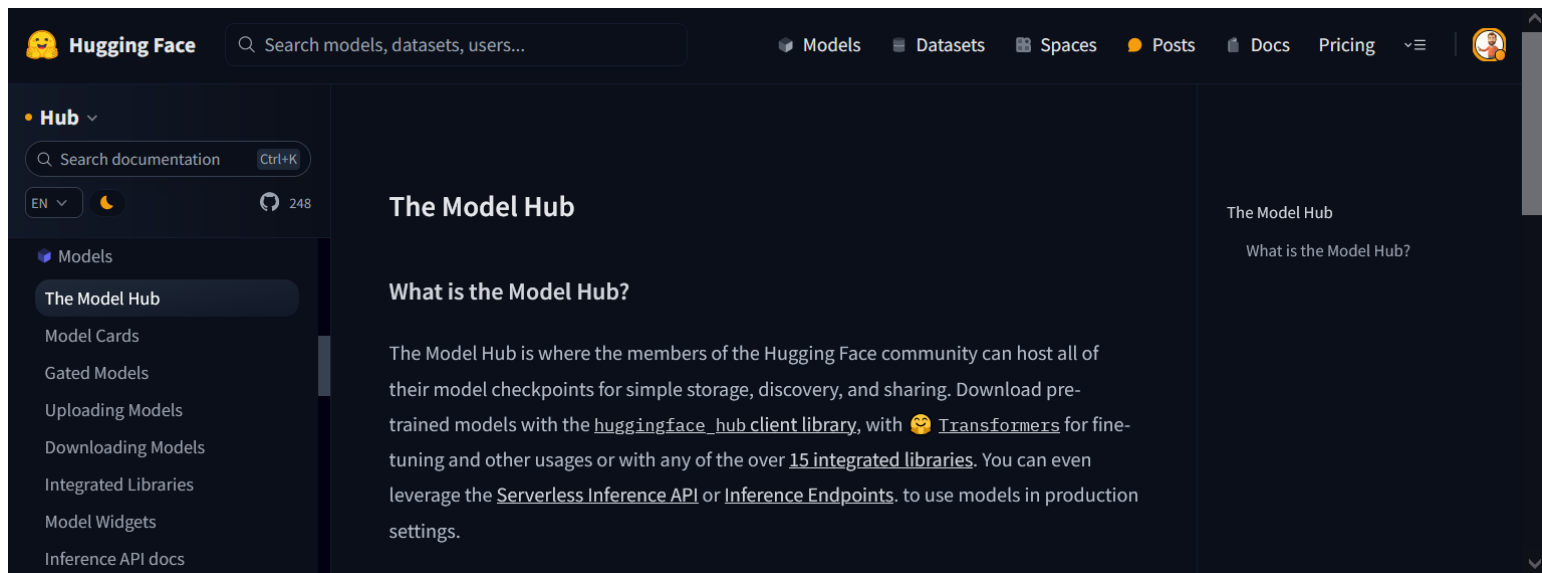 Hugging Face
Search models, datasets, users...
Models
Datasets
Spaces
Posts
Docs
Pricing
Hub
Search documentation
Ctrl+K
EN
248
Models
The Model Hub
Model Cards
Gated Models
Uploading Models
Downloading Models
Integrated Libraries
Model Widgets
Inference API docs
The Model Hub
What is the Model Hub?
The Model Hub is where the members of the Hugging Face community can host all of
their model checkpoints for simple storage, discovery, and sharing. Download pre-
trained models with the huggingface_hub client library, with 🤗 Transformers for fine-
tuning and other usages or with any of the over 15 integrated libraries. You can even
leverage the Serverless Inference API or Inference Endpoints. to use models in production
settings.
The Model Hub
What is the Model Hub?